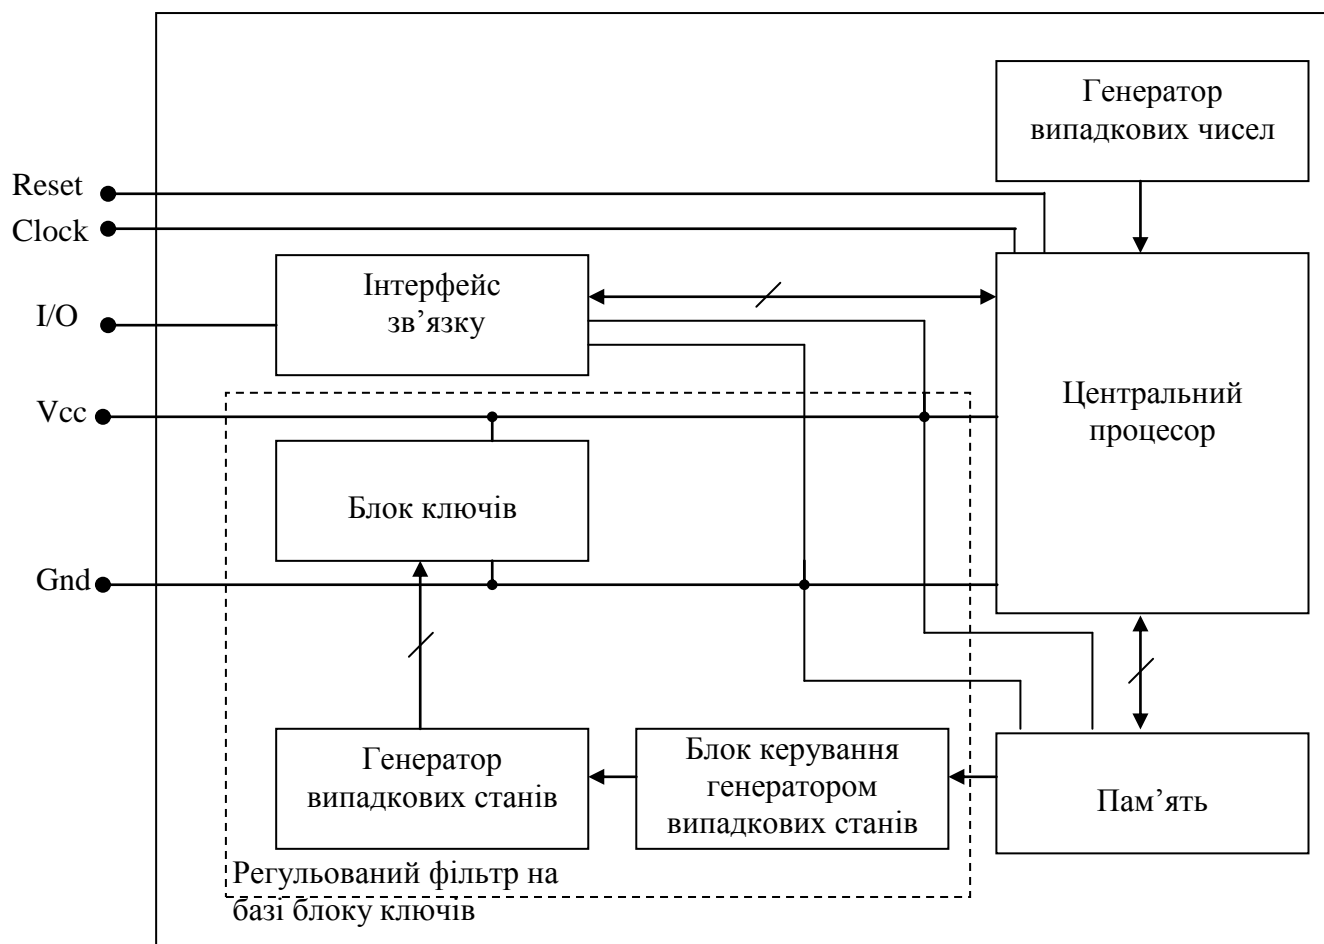 Генератор
випадкових чисел
Reset
Clock
I/O
Інтерфейс
зв’язку
Vcc
Центральний
процесор
Блок ключів
Gnd
Генератор
випадкових станів
Блок керування
генератором
випадкових станів
Пам’ять
Регульований фільтр на
базі блоку ключів